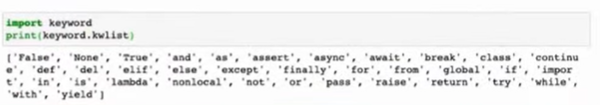 import keyword
print(keyword.kwlist)
['False', 'None', 'True', 'and', 'as', 'assert', 'async', 'await', 'break', 'class', 'continu
e', 'def', 'del', 'elif', 'else', 'except', 'finally', 'for', 'from', 'global', 'if', 'impor
t', 'in', 'is', 'lambda', 'nonlocal', 'not', 'or', 'pass', 'raise', 'return', 'try', 'while',
'with', 'yield']